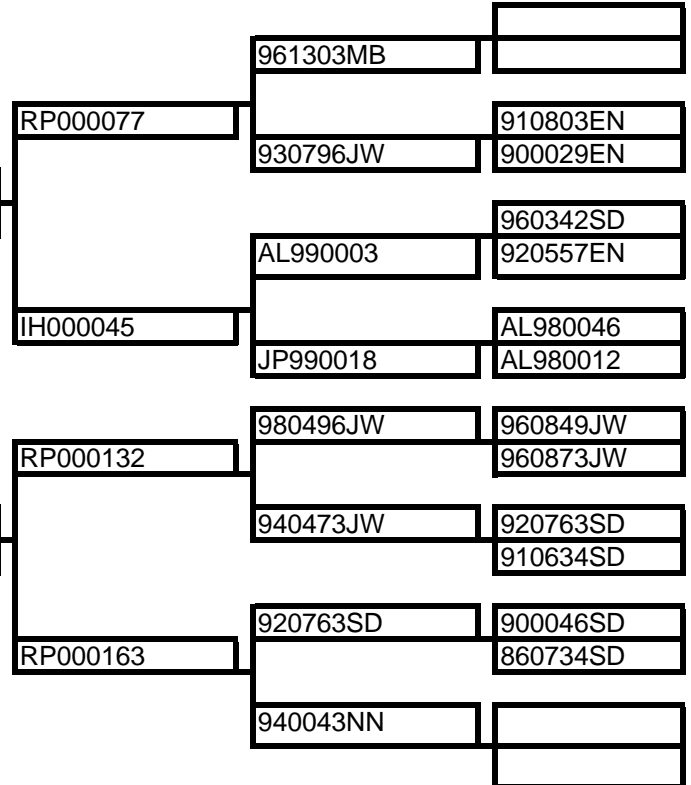 961303MB
RP000077
910803EN
930796JW
900029EN
960342SD
AL990003
920557EN
IH000045
AL980046
JP990018
AL980012
980496JW
960849JW
RP000132
960873JW
940473JW
920763SD
910634SD
920763SD
900046SD
RP000163
860734SD
940043NN